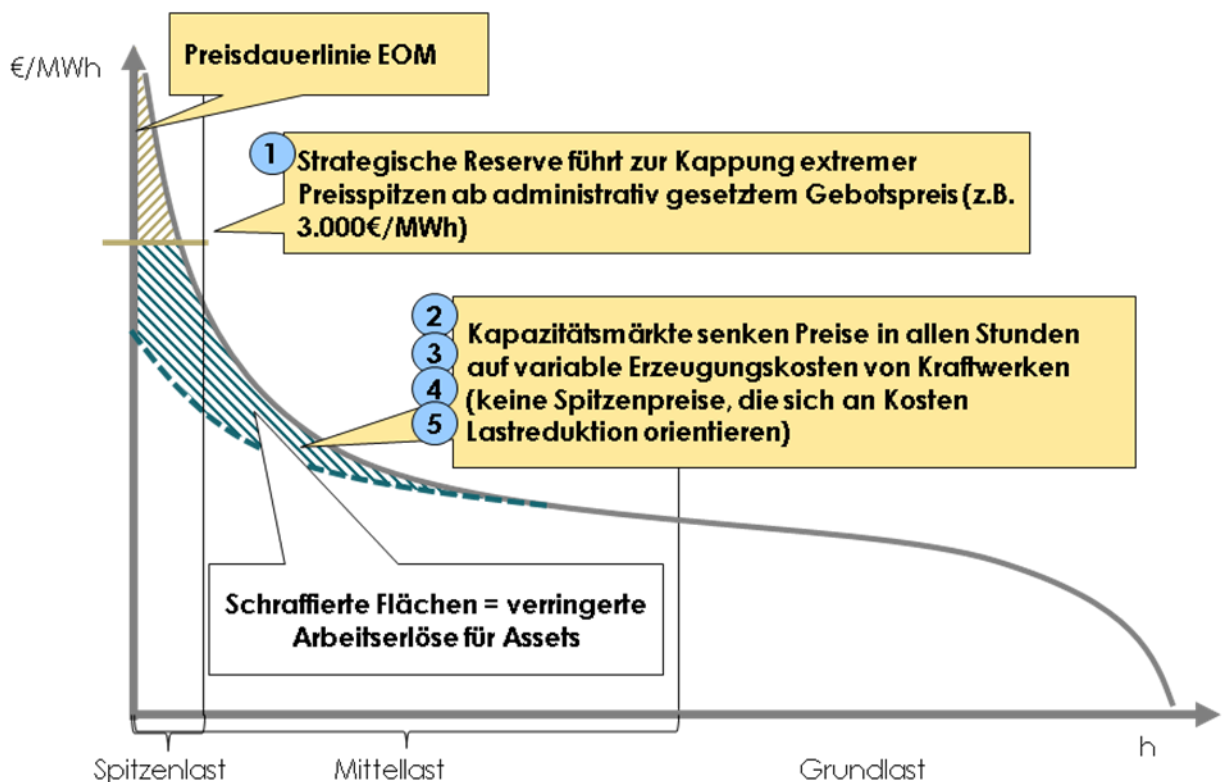 €/MWh
Preisdauerlinie EOM
1
Strategische Reserve führt zur Kappung extremer
Preisspitzen ab administrativ gesetztem Gebotspreis (z.B.
3.000€/MWh)
2
3
4
5
Kapazitätsmärkte senken Preise in allen Stunden
auf variable Erzeugungskosten von Kraftwerken
(keine Spitzenpreise, die sich an Kosten
Lastreduktion orientieren)
Schraffierte Flächen = verringerte
Arbeitserlöse für Assets
h
Spitzenlast
Mittellast
Grundlast